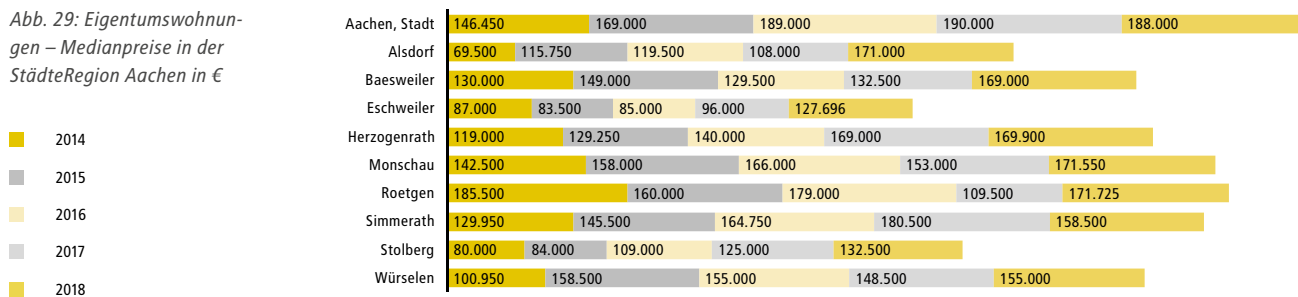 Abb. 29: Eigentumswohnun-
gen – Medianpreise in der
StädteRegion Aachen in €
2014
2015
2016
2017
2018
Aachen, Stadt 146.450 169.000 189.000 190.000 188.000
Alsdorf 69.500 115.750 119.500 108.000 171.000
Baesweiler 130.000 149.000 129.500 132.500 169.000
Eschweiler 87.000 83.500 85.000 96.000 127.696
Herzogenrath 119.000 129.250 140.000 169.000 169.900
Monschau 142.500 158.000 166.000 153.000 171.550
Roetgen 185.500 160.000 179.000 109.500 171.725
Simmerath 129.950 145.500 164.750 180.500 158.500
Stolberg 80.000 84.000 109.000 125.000 132.500
Würselen 100.950 158.500 155.000 148.500 155.000